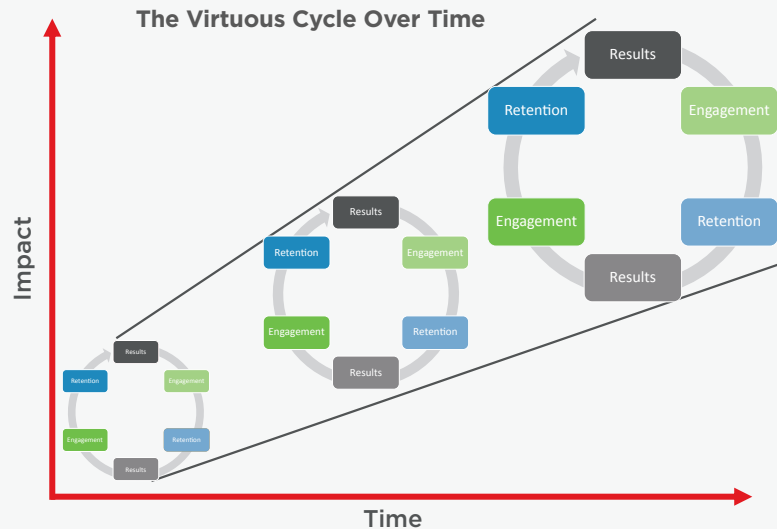 The Virtuous Cycle Over Time
Impact
Results
Retention
Engagement
Engagement
Retention
Results
Results
Retention
Engagement
Engagement
Retention
Results
Results
Retention
Engagement
Engagement
Retention
Results
Time